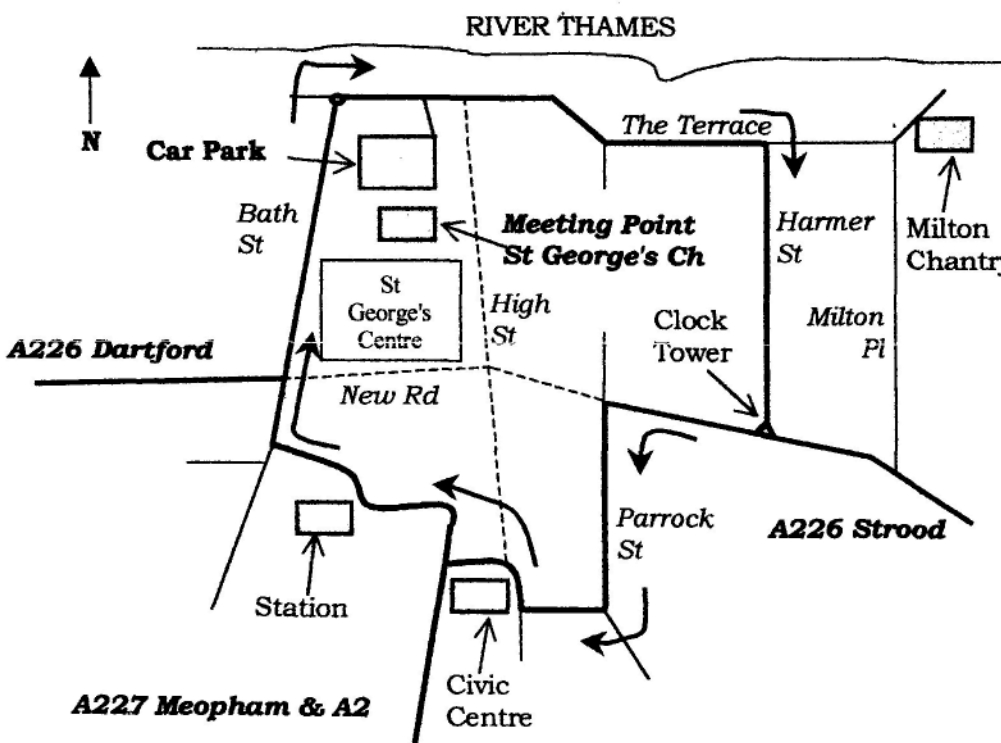 RIVER THAMES
N
Car Park
The Terrace
Bath
St
Meeting Point
St George's Ch
Harmer
St
Milton
Chantry
St
George's
Centre
High
St
Clock
Tower
Milton
Pl
A226 Dartford
New Rd
Parrock
St
A226 Strood
Station
Civic
Centre
A227 Meopham & A2